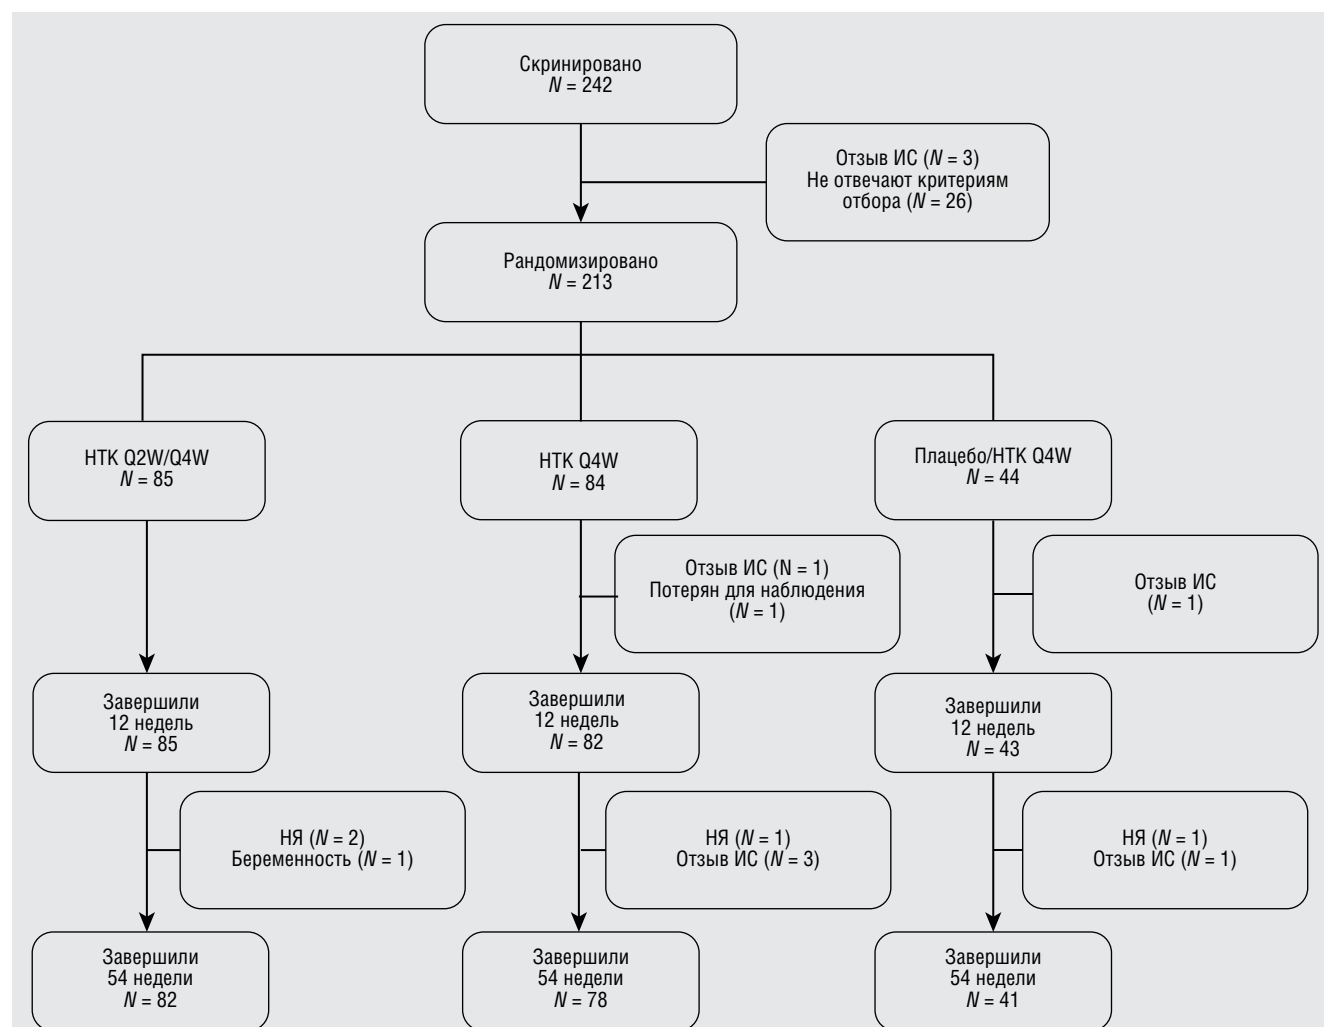 Скринировано
N = 242
Отзыв ИС (N = 3)
Не отвечают критериям
отбора (N = 26)
Рандомизировано
N = 213
НТК Q2W/Q4W
N = 85
НТК Q4W
N = 84
Плацебо/НТК Q4W
N = 44
Отзыв ИС (N = 1)
Потерян для наблюдения
(N = 1)
Отзыв ИС
(N = 1)
Завершили
12 недель
N = 85
Завершили
12 недель
N = 82
Завершили
12 недель
N = 43
НЯ (N = 2)
Беременность (N = 1)
НЯ (N = 1)
Отзыв ИС (N = 3)
НЯ (N = 1)
Отзыв ИС (N = 1)
Завершили
54 недели
N = 82
Завершили
54 недели
N = 78
Завершили
54 недели
N = 41